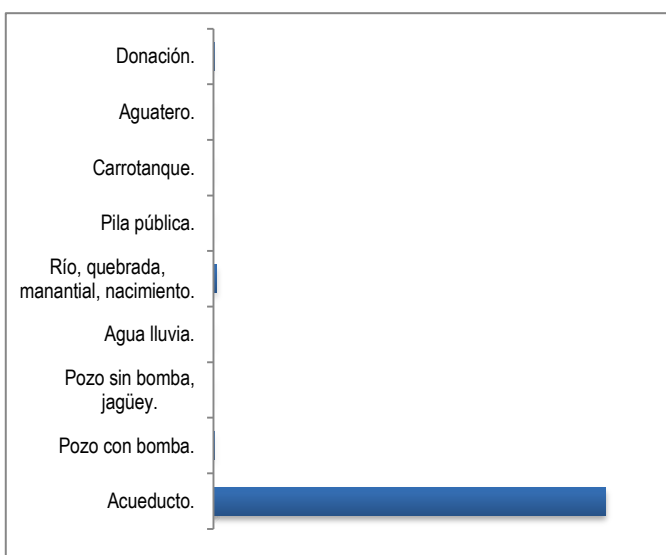 Donación.
Aguatero.
Carrotanque.
Pila pública.
Río, quebrada,
manantial, nacimiento.
Agua lluvia.
Pozo sin bomba,
jagüey.
Pozo con bomba.
Acueducto.